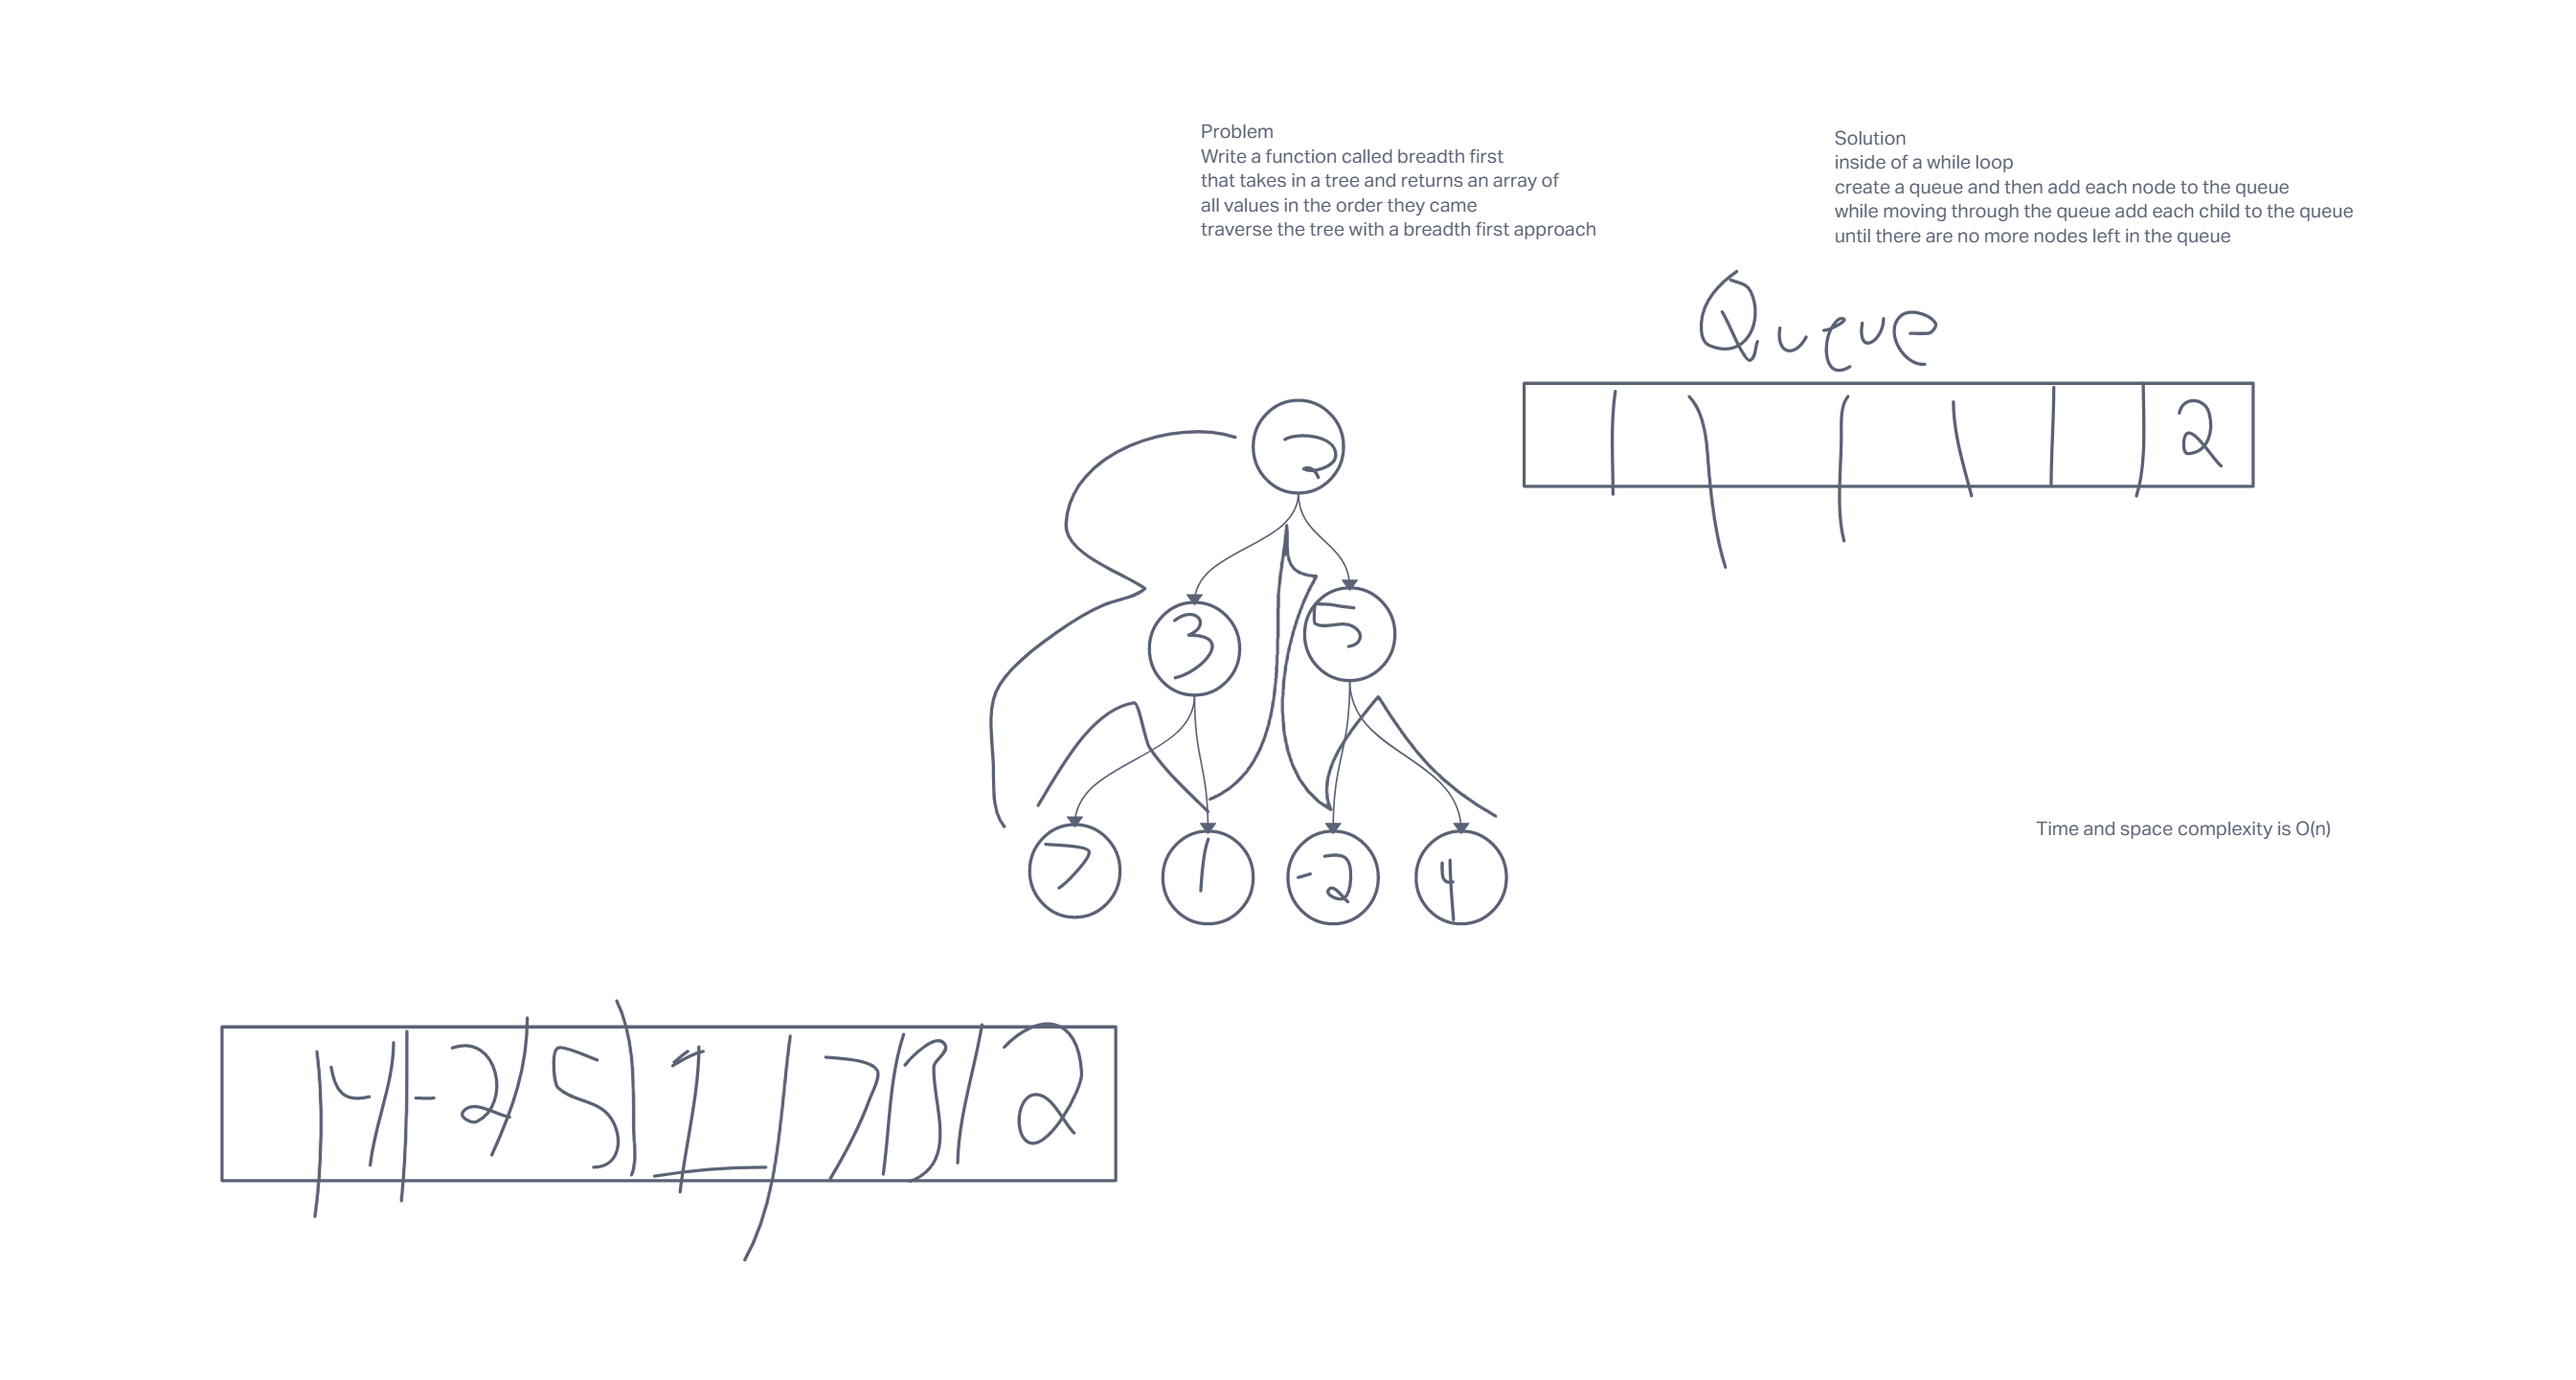 Problem
Write a function called breadth first
that takes in a tree and returns an array of
all values in the order they came
traverse the tree with a breadth first approach
Solution
inside of a while loop
create a queue and then add each node to the queue
while moving through the queue add each child to the queue
until there are no more nodes left in the queue
Queue
2
2
3 5
7 1 -2 4
Time and space complexity is O(n)
4 -2 5 1 7 3 2